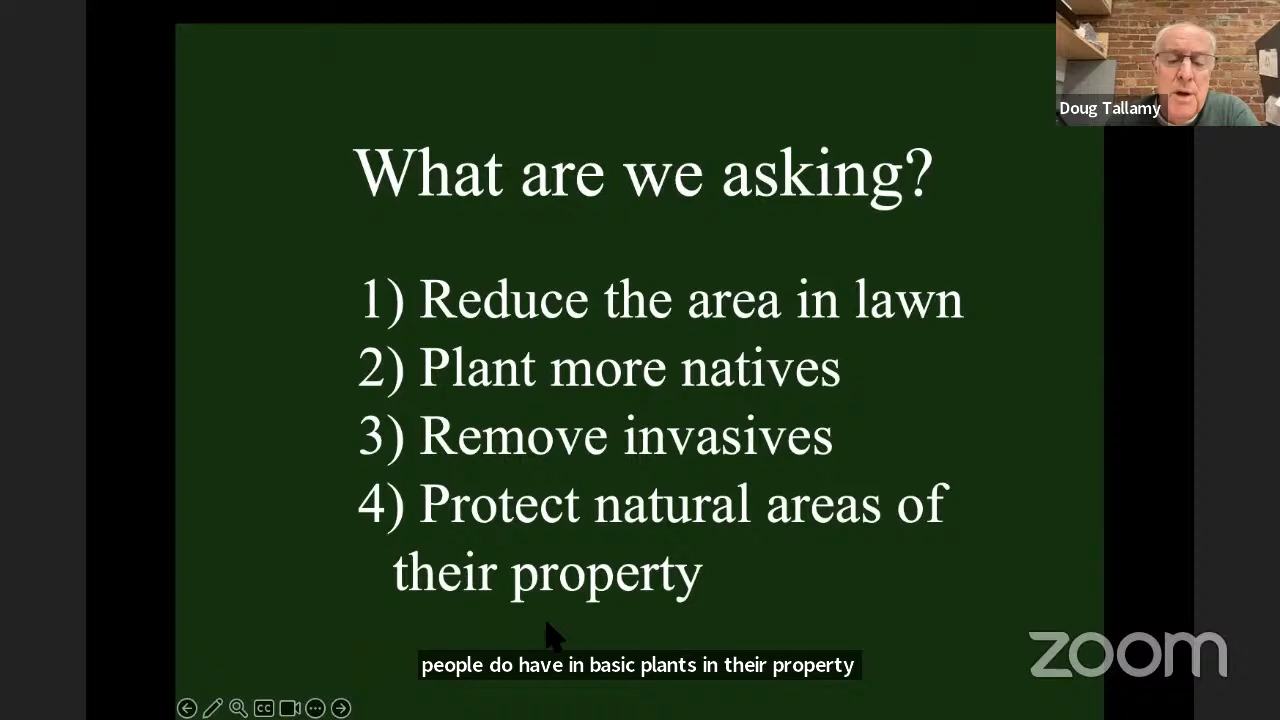 Doug Tallamy
What are we asking?
1) Reduce the area in lawn
2) Plant more natives
3) Remove invasives
4) Protect natural areas of
their property
people do have in basic plants in their property
zoom
CC